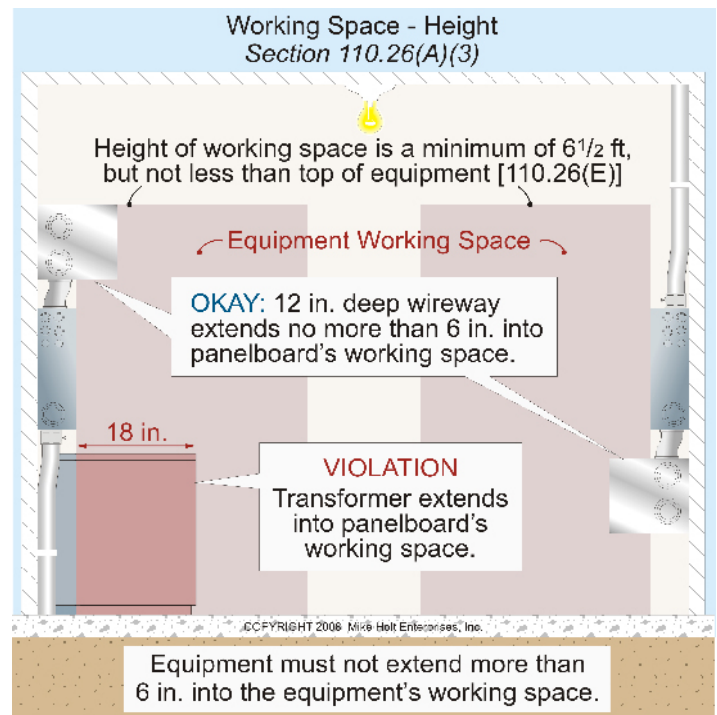 Working Space - Height
Section 110.26(A)(3)
Height of working space is a minimum of 6 1/2 ft,
but not less than top of equipment [110.26(E)]
Equipment Working Space
OKAY: 12 in. deep wireway
extends no more than 6 in. into
panelboard's working space.
18 in.
VIOLATION
Transformer extends
into panelboard's
working space.
COPYRIGHT 2006 Mike Holt Enterprises, Inc.
Equipment must not extend more than
6 in. into the equipment's working space.